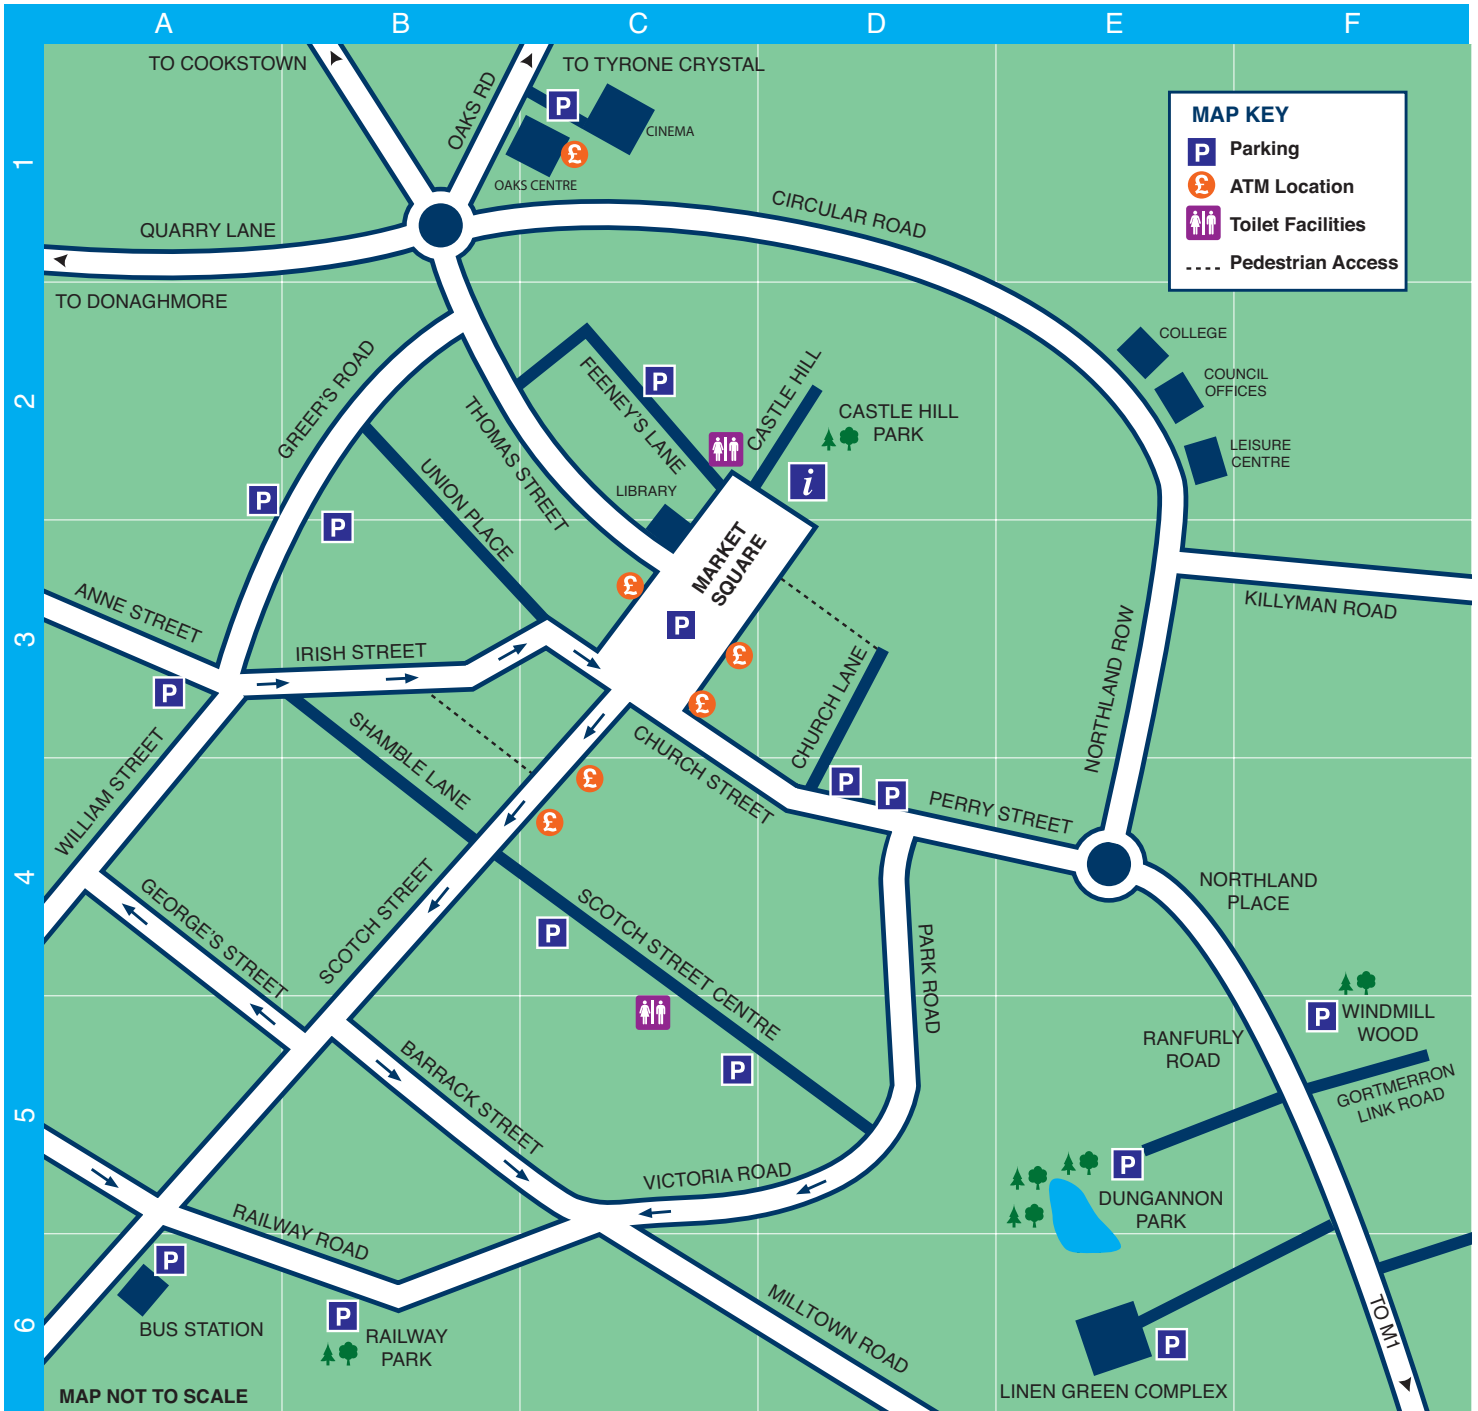 A B C D E F
1
2
3
4
5
6
TO COOKSTOWN
OAKS RD
TO TYRONE CRYSTAL
P
CINEMA
£
OAKS CENTRE
MAP KEY
P Parking
£ ATM Location
Toilet Facilities
Pedestrian Access
QUARRY LANE
CIRCULAR ROAD
TO DONAGHMORE
COLLEGE
COUNCIL
OFFICES
LEISURE
CENTRE
GREER'S ROAD
FEENEY'S LANE
P
CASTLE HILL
CASTLE HILL
PARK
THOMAS STREET
UNION PLACE
LIBRARY
i
P
P
MARKET
SQUARE
£
P
£
£
ANNE STREET
IRISH STREET
P
KILLYMAN ROAD
NORTHLAND ROW
CHURCH LANE
SHAMBLE LANE
CHURCH STREET
WILLIAM STREET
£
£
P
P
PERRY STREET
NORTHLAND
PLACE
GEORGE'S STREET
SCOTCH STREET
P
SCOTCH STREET CENTRE
PARK ROAD
P
WINDMILL
WOOD
RANFURLY
ROAD
P
GORTMERRON
LINK ROAD
BARRACK STREET
VICTORIA ROAD
P
DUNGANNON
PARK
RAILWAY ROAD
P
BUS STATION
P
RAILWAY
PARK
MILLTOWN ROAD
TO M1
P
LINEN GREEN COMPLEX
MAP NOT TO SCALE